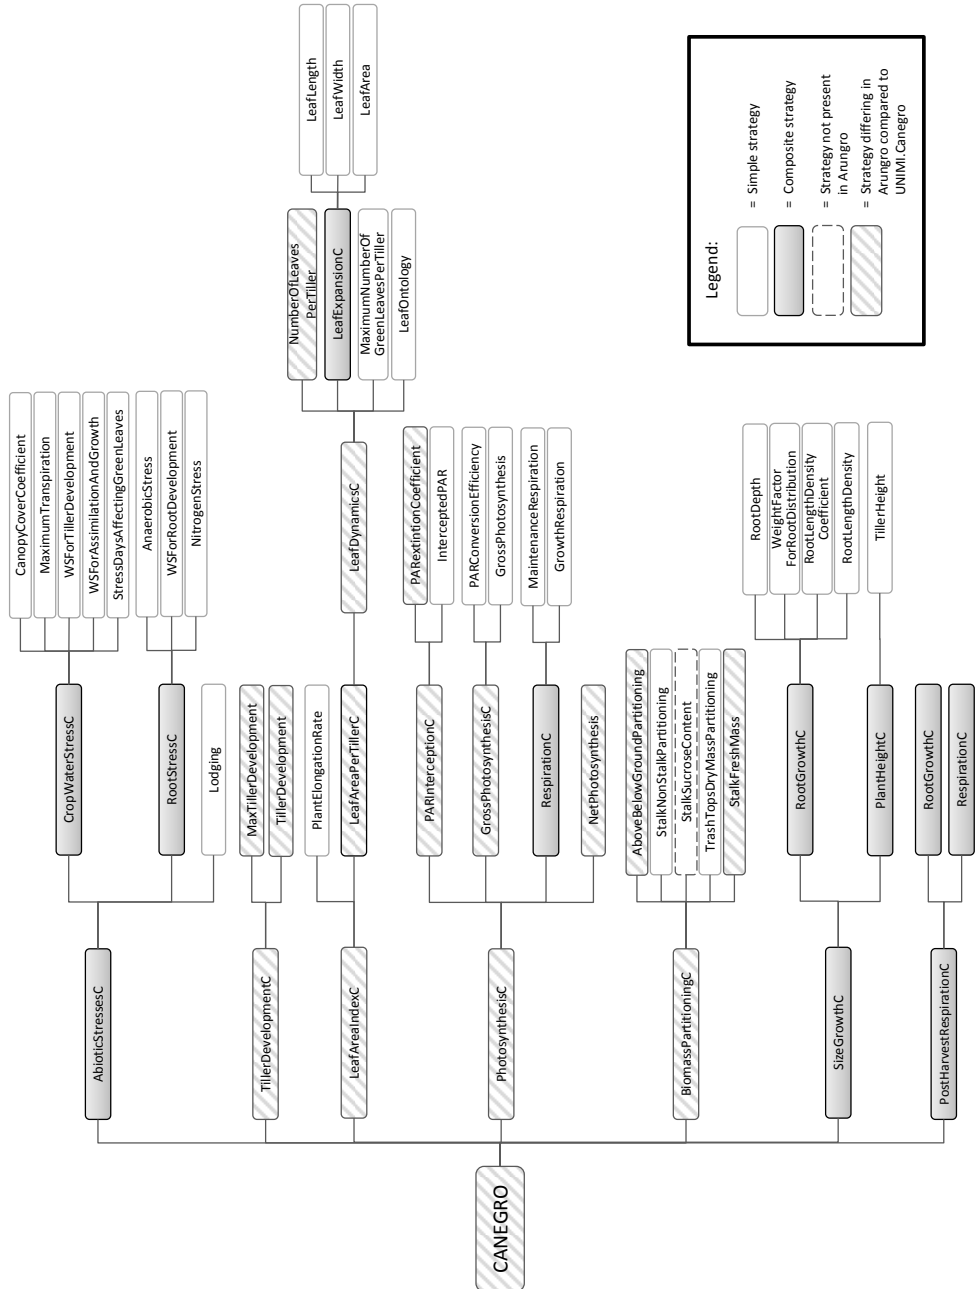 CANEGRO
AbioticStressesC
CropWaterStressC
CanopyCoverCoefficient
MaximumTranspiration
WSForTillerDevelopment
WSForAssimilationAndGrowth
StressDaysAffectingGreenLeaves
RootStressC
AnaerobicStress
WSForRootDevelopment
NitrogenStress
Lodging
TillerDevelopmentC
MaxTillerDevelopment
TillerDevelopment
LeafAreaIndexC
PlantElongationRate
LeafAreaPerTillerC
LeafDynamicsC
NumberOfLeaves
PerTiller
LeafExpansionC
LeafLength
LeafWidth
LeafArea
MaximumNumberOf
GreenLeavesPerTiller
LeafOntology
PhotosynthesisC
PARInterceptionC
PARextintionCoefficient
InterceptedPAR
GrossPhotosynthesisC
PARConversionEfficiency
GrossPhotosynthesis
RespirationC
MaintenanceRespiration
GrowthRespiration
NetPhotosynthesis
BiomassPartitioningC
AboveBelowGroundPartitioning
StalkNonStalkPartitioning
StalkSucroseContent
TrashTopsDryMassPartitioning
StalkFreshMass
SizeGrowthC
RootGrowthC
RootDepth
WeightFactor
ForRootDistribution
RootLengthDensity
Coefficient
RootLengthDensity
PlantHeightC
TillerHeight
PostHarvestRespirationC
RootGrowthC
RespirationC
Legend:
= Simple strategy
= Composite strategy
= Strategy not present
in Arungro
= Strategy differing in
Arungro compared to
UNIMI.Canegro